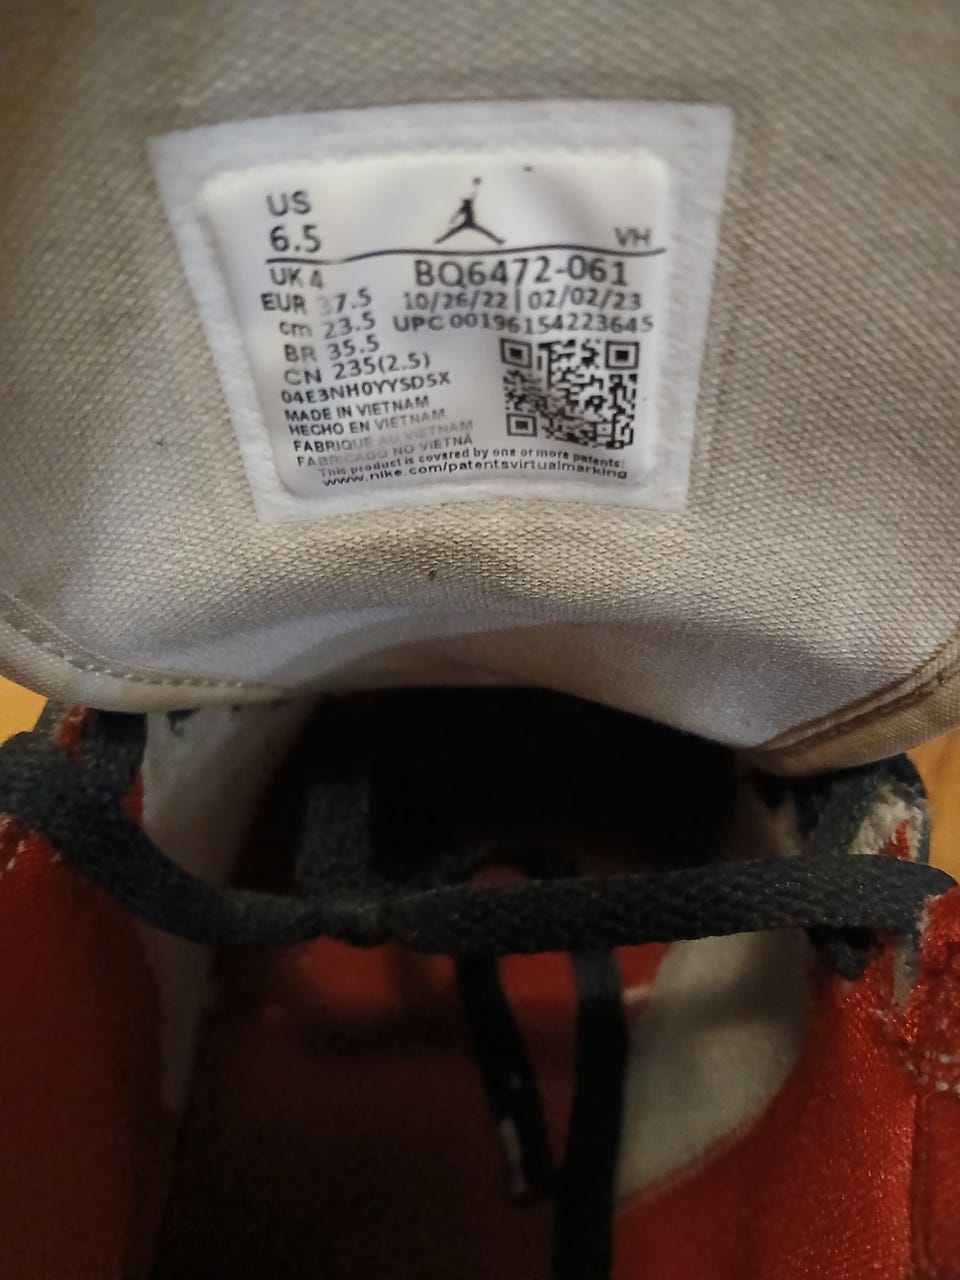 US
6.5
VH
UK 4
BQ6472-061
EUR 37.5
10/26/22 | 02/02/23
cm 23.5
UPC 00196154223645
BR 35.5
CN 235(2.5)
04E3NH0YYSD5X
MADE IN VIETNAM
HECHO EN VIETNAM
FABRIQUE AU VIETNAM
FABRICADO NO VIETNÃ
This product is covered by one or more patents:
www.nike.com/patentsvirtualmarking